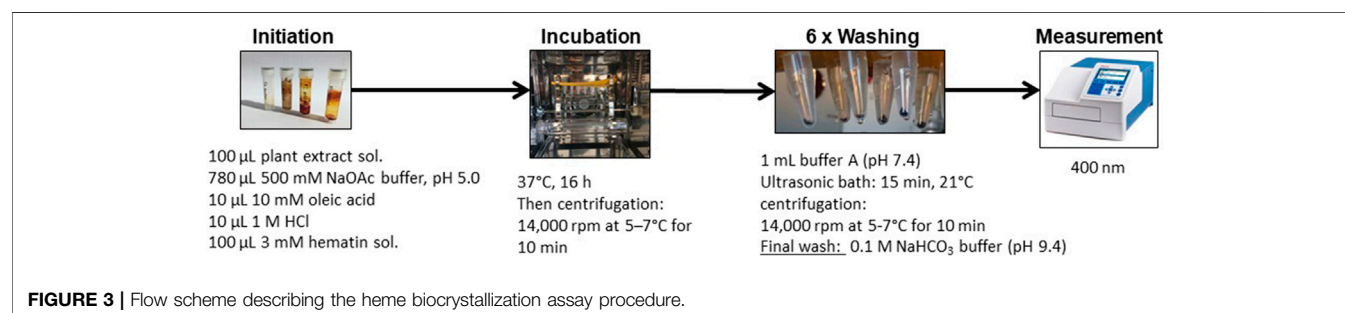 Initiation
100 µL plant extract sol.
780 µL 500 mM NaOAc buffer, pH 5.0
10 µL 10 mM oleic acid
10 µL 1 M HCl
100 µL 3 mM hematin sol.
Incubation
37°C, 16 h
Then centrifugation:
14,000 rpm at 5–7°C for
10 min
6 x Washing
1 mL buffer A (pH 7.4)
Ultrasonic bath: 15 min, 21°C
centrifugation:
14,000 rpm at 5-7°C for 10 min
Final wash: 0.1 M NaHCO₃ buffer (pH 9.4)
Measurement
400 nm
FIGURE 3 | Flow scheme describing the heme biocrystallization assay procedure.